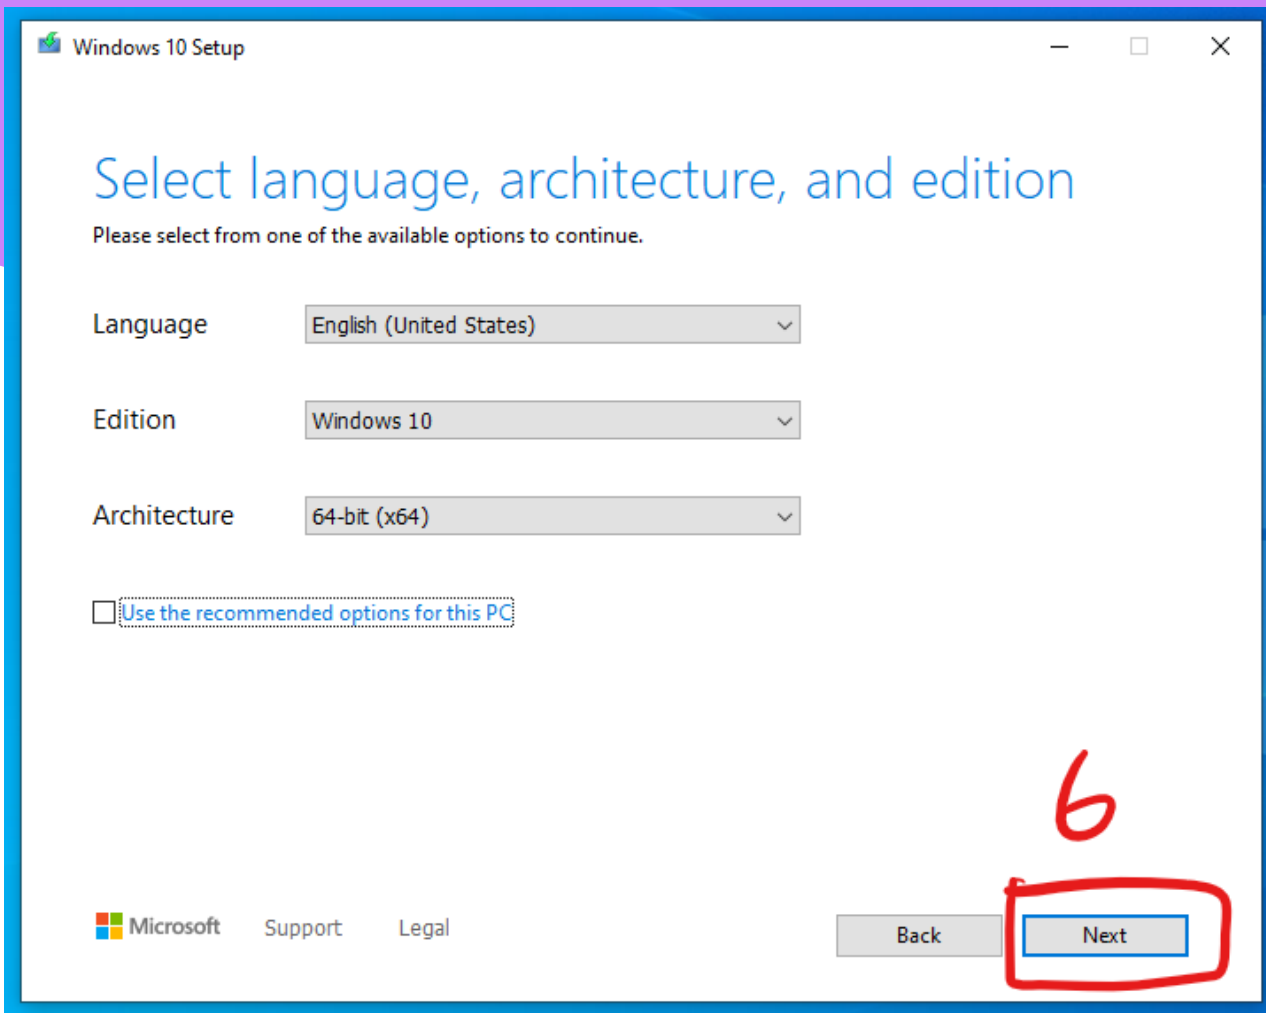 Windows 10 Setup
Select language, architecture, and edition
Please select from one of the available options to continue.
Language English (United States)
Edition Windows 10
Architecture 64-bit (x64)
Use the recommended options for this PC
6
Microsoft Support Legal Back Next